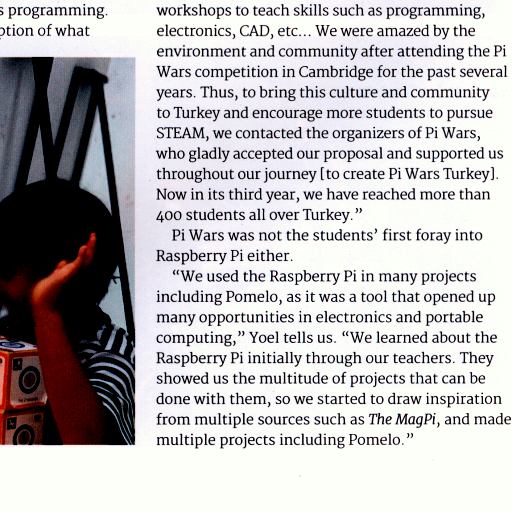 s programming.
ption of what
workshops to teach skills such as programming,
electronics, CAD, etc... We were amazed by the
environment and community after attending the Pi
Wars competition in Cambridge for the past several
years. Thus, to bring this culture and community
to Turkey and encourage more students to pursue
STEAM, we contacted the organizers of Pi Wars,
who gladly accepted our proposal and supported us
throughout our journey [to create Pi Wars Turkey].
Now in its third year, we have reached more than
400 students all over Turkey.”
Pi Wars was not the students’ first foray into
Raspberry Pi either.
“We used the Raspberry Pi in many projects
including Pomelo, as it was a tool that opened up
many opportunities in electronics and portable
computing,” Yoel tells us. “We learned about the
Raspberry Pi initially through our teachers. They
showed us the multitude of projects that can be
done with them, so we started to draw inspiration
from multiple sources such as The MagPi, and made
multiple projects including Pomelo.”